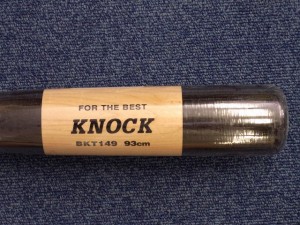 FOR THE BEST
KNOCK
BKT149 93cm